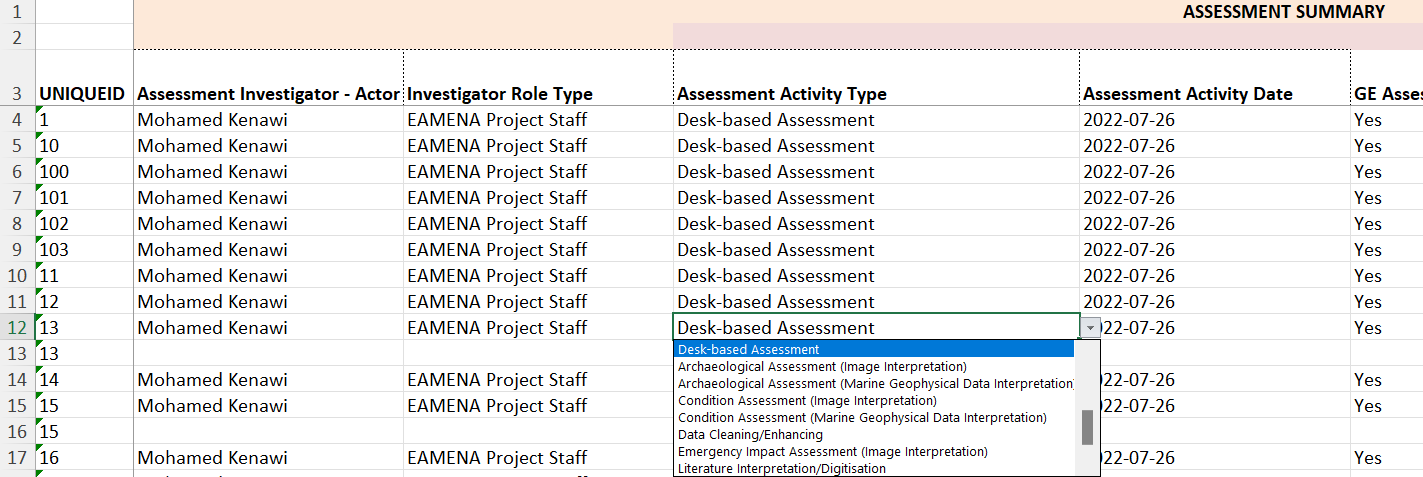 1 ASSESSMENT SUMMARY
2
3 UNIQUEID Assessment Investigator - Actor Investigator Role Type Assessment Activity Type Assessment Activity Date GE Asses
4 1 Mohamed Kenawi EAMENA Project Staff Desk-based Assessment 2022-07-26 Yes
5 10 Mohamed Kenawi EAMENA Project Staff Desk-based Assessment 2022-07-26 Yes
6 100 Mohamed Kenawi EAMENA Project Staff Desk-based Assessment 2022-07-26 Yes
7 101 Mohamed Kenawi EAMENA Project Staff Desk-based Assessment 2022-07-26 Yes
8 102 Mohamed Kenawi EAMENA Project Staff Desk-based Assessment 2022-07-26 Yes
9 103 Mohamed Kenawi EAMENA Project Staff Desk-based Assessment 2022-07-26 Yes
10 11 Mohamed Kenawi EAMENA Project Staff Desk-based Assessment 2022-07-26 Yes
11 12 Mohamed Kenawi EAMENA Project Staff Desk-based Assessment 2022-07-26 Yes
12 13 Mohamed Kenawi EAMENA Project Staff Desk-based Assessment 22-07-26 Yes
13 13
14 14 Mohamed Kenawi EAMENA Project Staff 22-07-26 Yes
15 15 Mohamed Kenawi EAMENA Project Staff 22-07-26 Yes
16 15
17 16 Mohamed Kenawi EAMENA Project Staff 22-07-26 Yes
Desk-based Assessment
Archaeological Assessment (Image Interpretation)
Archaeological Assessment (Marine Geophysical Data Interpretation)
Condition Assessment (Image Interpretation)
Condition Assessment (Marine Geophysical Data Interpretation)
Data Cleaning/Enhancing
Emergency Impact Assessment (Image Interpretation)
Literature Interpretation/Digitisation